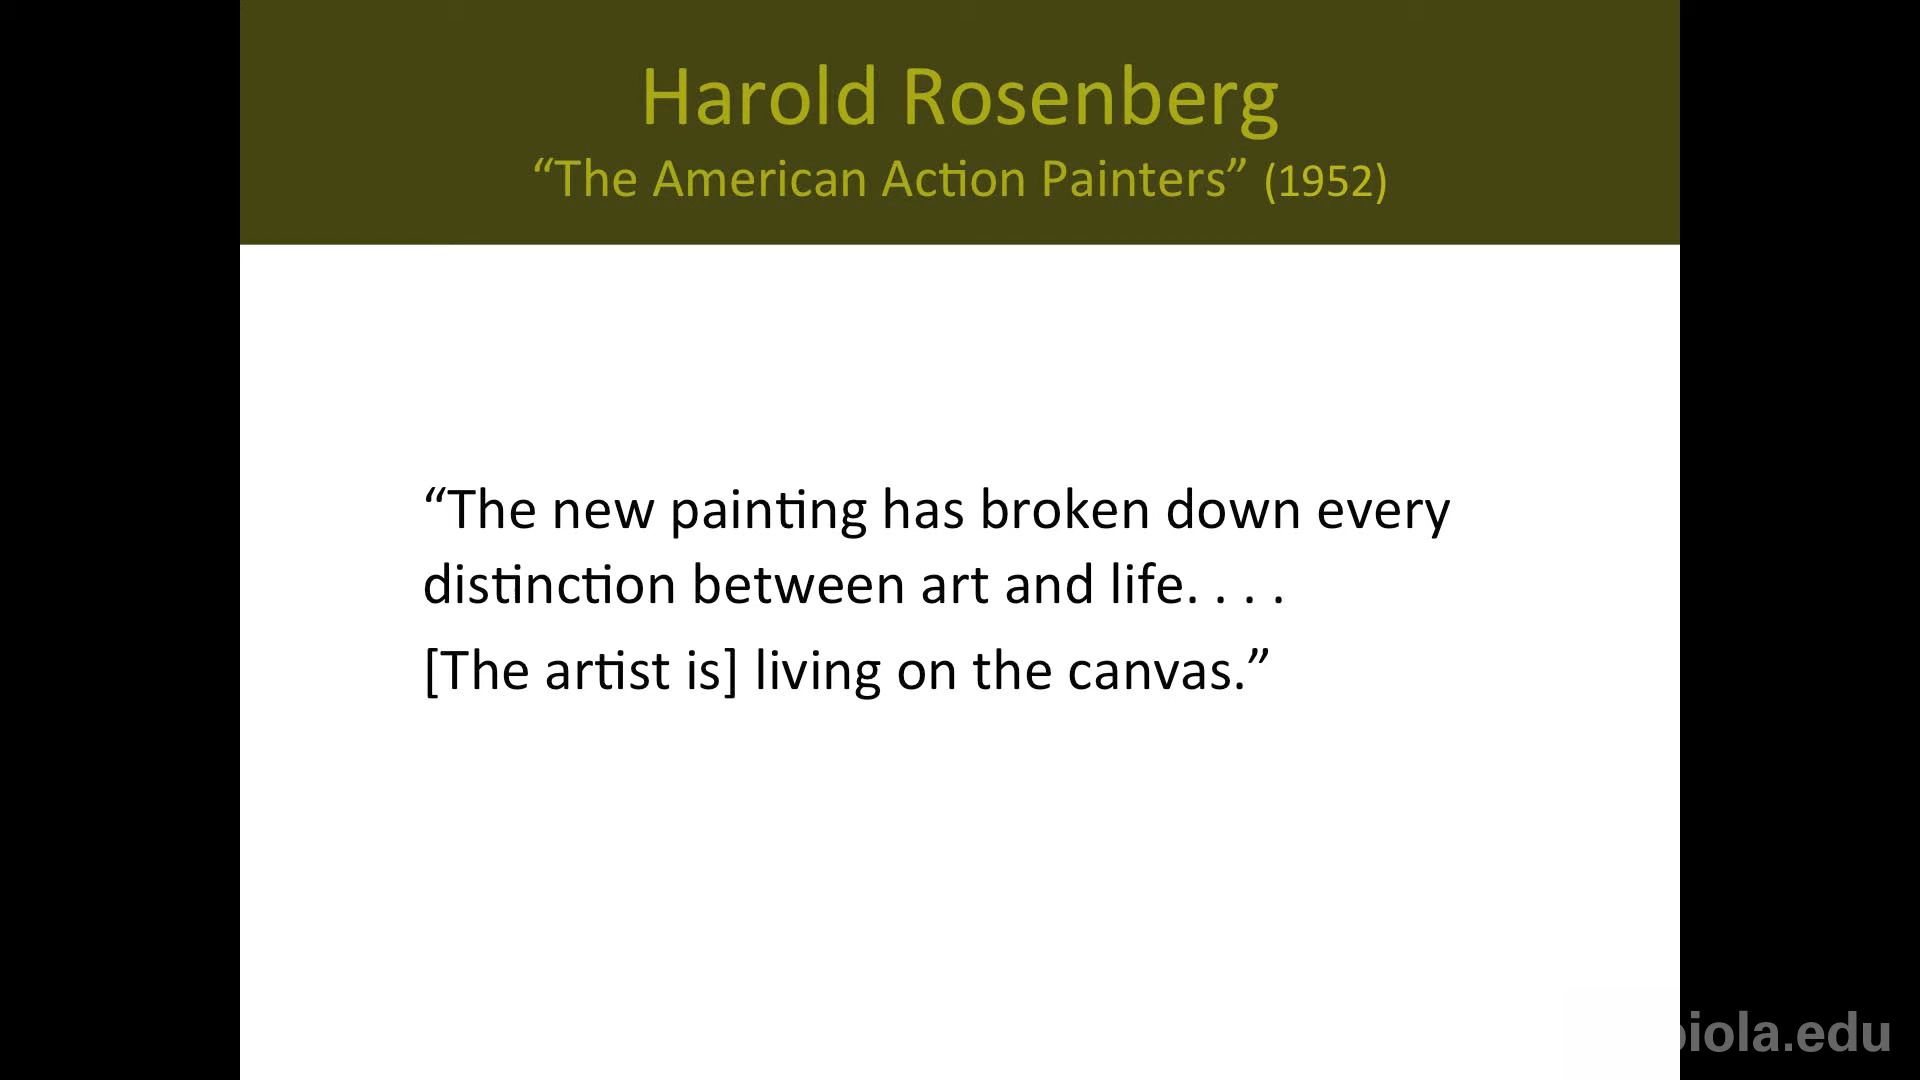 Harold Rosenberg
“The American Action Painters” (1952)
“The new painting has broken down every
distinction between art and life. . . .
[The artist is] living on the canvas.”
biola.edu